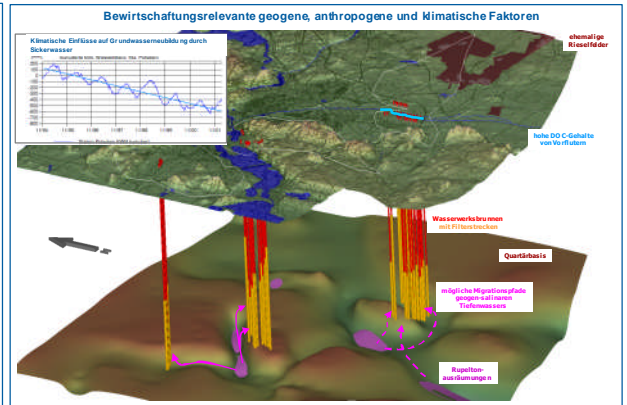 Bewirtschaftungsrelevante geogene, anthropogene und klimatische Faktoren
Klimatische Einflüsse auf Grundwasserneubildung durch
Sickerwasser
ehemalige
Rieselfelder
hohe DOC-Gehalte
von Vorflutern
Wasserwerksbrunnen
mit Filterstrecken
Quartärbasis
mögliche Migrationspfade
geogen-salinaren
Tiefenwassers
Rupelton-
ausräumungen